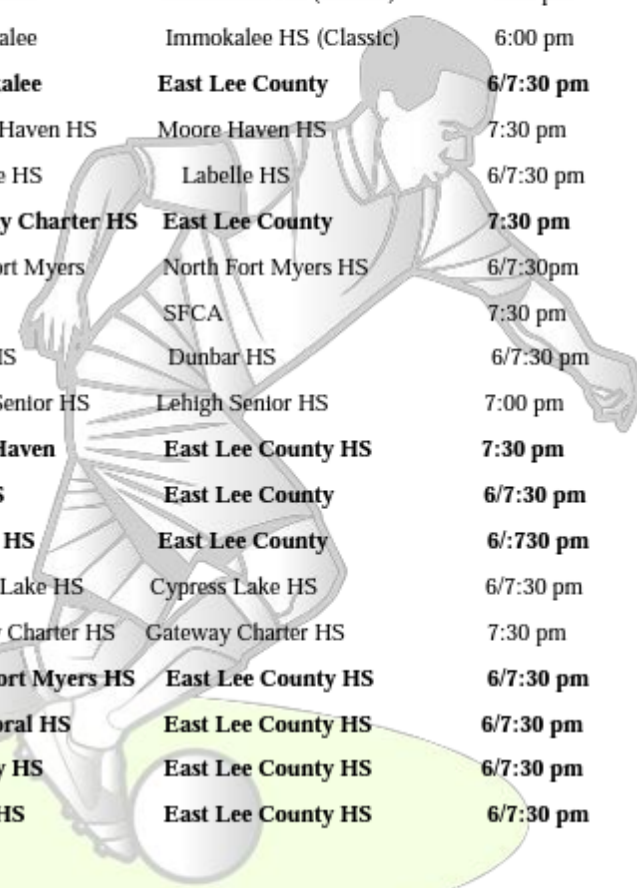 alee Immokalee HS (Classic) 6:00 pm
kalee East Lee County 6/7:30 pm
Haven HS Moore Haven HS 7:30 pm
e HS Labelle HS 6/7:30 pm
y Charter HS East Lee County 7:30 pm
ort Myers North Fort Myers HS 6/7:30pm
SFCA 7:30 pm
HS Dunbar HS 6/7:30 pm
Senior HS Lehigh Senior HS 7:00 pm
Haven East Lee County HS 7:30 pm
S East Lee County 6/7:30 pm
HS East Lee County 6/:730 pm
Lake HS Cypress Lake HS 6/7:30 pm
Charter HS Gateway Charter HS 7:30 pm
ort Myers HS East Lee County HS 6/7:30 pm
oral HS East Lee County HS 6/7:30 pm
y HS East Lee County HS 6/7:30 pm
HS East Lee County HS 6/7:30 pm